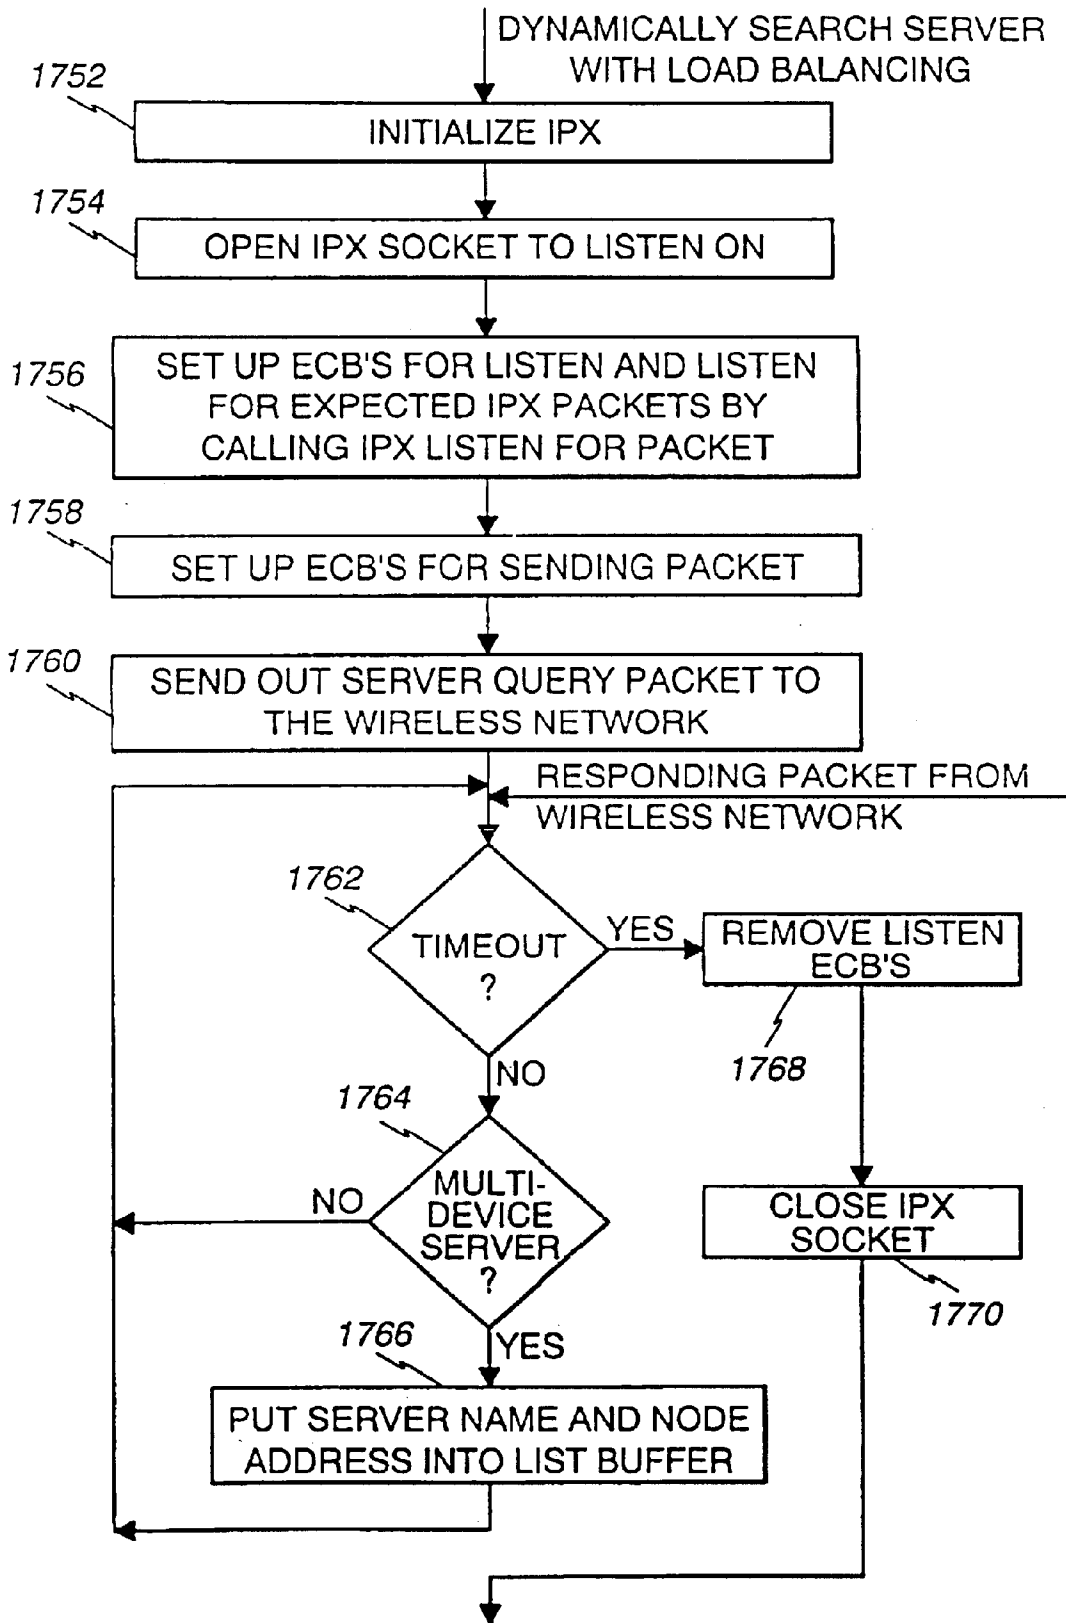 DYNAMICALLY SEARCH SERVER
WITH LOAD BALANCING
1752
INITIALIZE IPX
1754
OPEN IPX SOCKET TO LISTEN ON
1756
SET UP ECB'S FOR LISTEN AND LISTEN
FOR EXPECTED IPX PACKETS BY
CALLING IPX LISTEN FOR PACKET
1758
SET UP ECB'S FOR SENDING PACKET
1760
SEND OUT SERVER QUERY PACKET TO
THE WIRELESS NETWORK
RESPONDING PACKET FROM
WIRELESS NETWORK
1762
TIMEOUT
?
YES
REMOVE LISTEN
ECB'S
1768
NO
1764
MULTI-
DEVICE
SERVER
?
NO
CLOSE IPX
SOCKET
1770
YES
1766
PUT SERVER NAME AND NODE
ADDRESS INTO LIST BUFFER